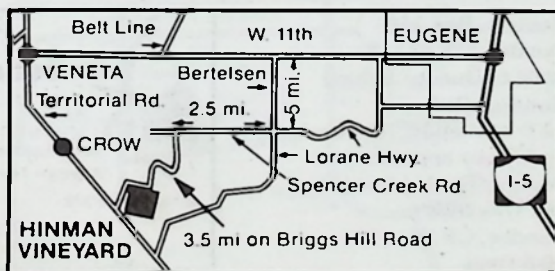 Belt Line
W. 11th
EUGENE
VENETA
Bertelsen
5 mi.
Territorial Rd
2.5 mi.
CROW
Lorane Hwy
Spencer Creek Rd.
I-5
HINMAN
VINEYARD
3.5 mi on Briggs Hill Road